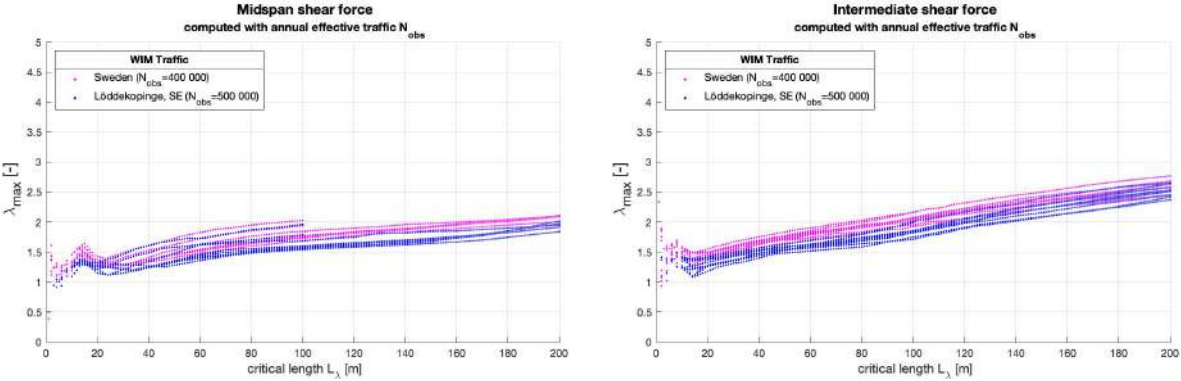 Midspan shear force
computed with annual effective traffic N_obs
5
4.5
4
3.5
3
2.5
2
1.5
1
0.5
0
λ_max [-]
WIM Traffic
Sweden (N_obs=400 000)
Löddekopinge, SE (N_obs=500 000)
0 20 40 60 80 100 120 140 160 180 200
critical length L_λ [m]
Intermediate shear force
computed with annual effective traffic N_obs
5
4.5
4
3.5
3
2.5
2
1.5
1
0.5
0
λ_max [-]
WIM Traffic
Sweden (N_obs=400 000)
Löddekopinge, SE (N_obs=500 000)
0 20 40 60 80 100 120 140 160 180 200
critical length L_λ [m]